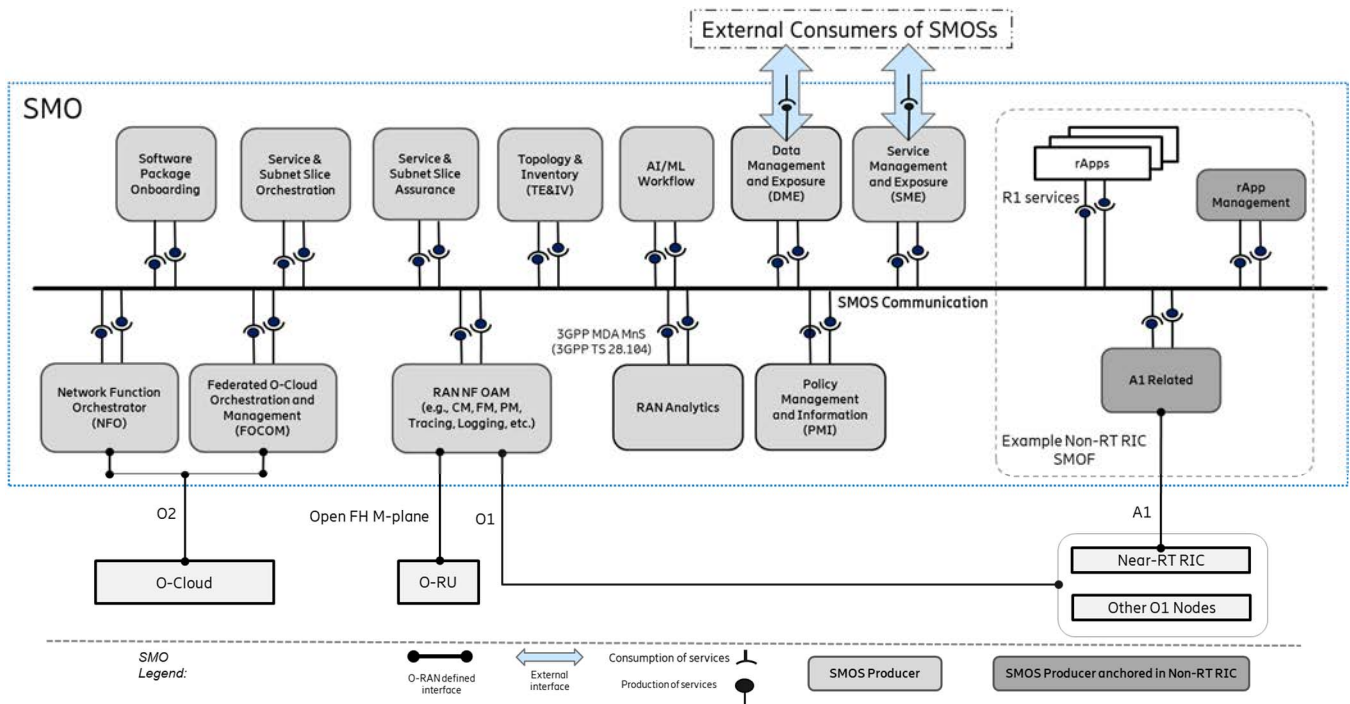 External Consumers of SMOSs
SMO
Software
Package
Onboarding
Service &
Subnet Slice
Orchestration
Service &
Subnet Slice
Assurance
Topology &
Inventory
(TE&IV)
AI/ML
Workflow
Data
Management
and Exposure
(DME)
Service
Management
and Exposure
(SME)
rApps
R1 services
rApp
Management
SMOS Communication
3GPP MDA MnS
(3GPP TS 28.104)
Network Function
Orchestrator
(NFO)
Federated O-Cloud
Orchestration and
Management
(FOCOM)
RAN NF OAM
(e.g., CM, FM, PM,
Tracing, Logging, etc.)
RAN Analytics
Policy
Management
and Information
(PMI)
A1 Related
Example Non-RT RIC
SMOF
O2
Open FH M-plane
O1
A1
O-Cloud
O-RU
Near-RT RIC
Other O1 Nodes
SMO
Legend:
O-RAN defined
interface
External
interface
Consumption of services
Production of services
SMOS Producer
SMOS Producer anchored in Non-RT RIC